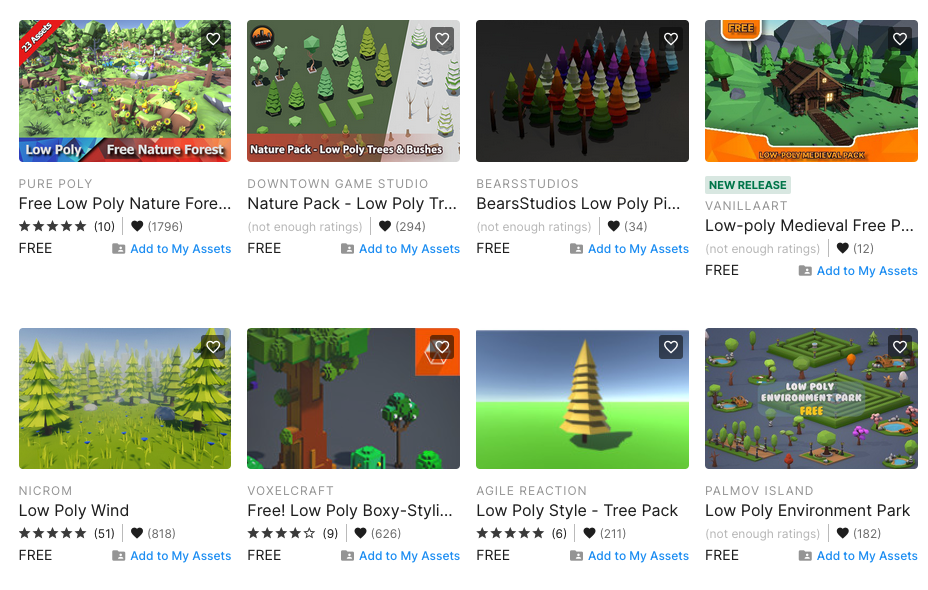 23 Assets
Low Poly - Free Nature Forest
PURE POLY
Free Low Poly Nature Fore...
(10) (1796)
FREE Add to My Assets
Nature Pack - Low Poly Trees & Bushes
DOWNTOWN GAME STUDIO
Nature Pack - Low Poly Tr...
(not enough ratings) (294)
FREE Add to My Assets
BEARSSTUDIOS
BearsStudios Low Poly Pi...
(not enough ratings) (34)
FREE Add to My Assets
FREE
LOW-POLY MEDIEVAL PACK
NEW RELEASE
VANILLAART
Low-poly Medieval Free P...
(not enough ratings) (12)
FREE Add to My Assets
NICROM
Low Poly Wind
(51) (818)
FREE Add to My Assets
VOXELCRAFT
Free! Low Poly Boxy-Styli...
(9) (626)
FREE Add to My Assets
AGILE REACTION
Low Poly Style - Tree Pack
(6) (211)
FREE Add to My Assets
LOW POLY
ENVIRONMENT PARK
FREE
PALMOV ISLAND
Low Poly Environment Park
(not enough ratings) (182)
FREE Add to My Assets